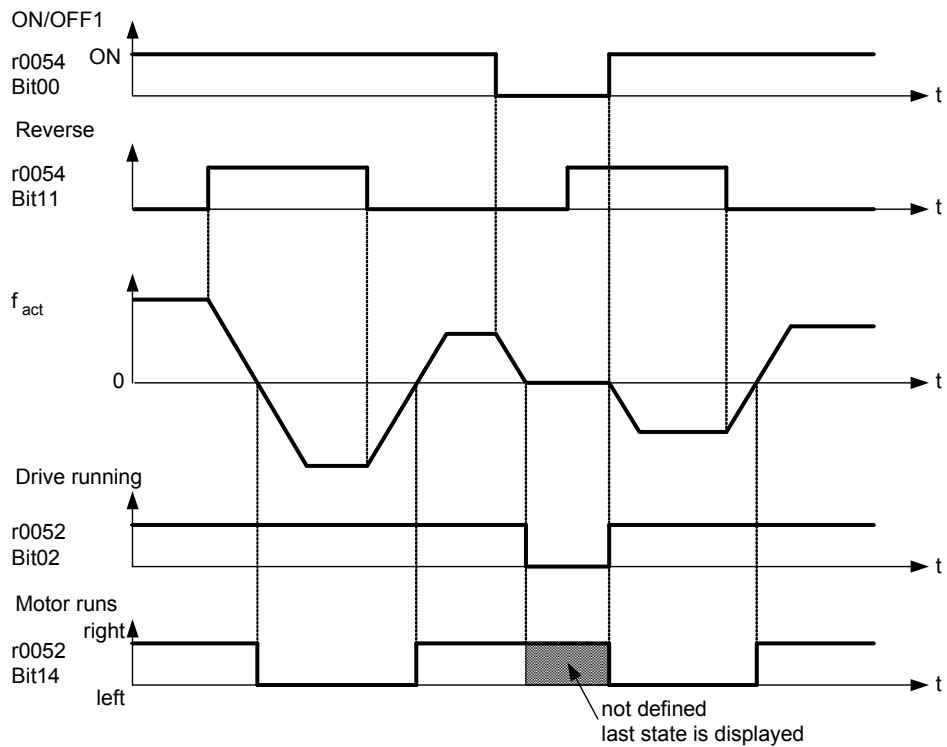 ON/OFF1
r0054 ON
Bit00
t
Reverse
r0054
Bit11
t
f act
0
t
Drive running
r0052
Bit02
t
Motor runs
right
r0052
Bit14
t
left
not defined
last state is displayed